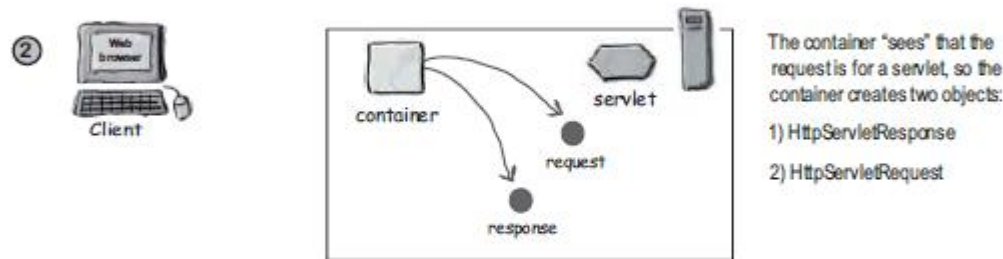 2
Web
browser
Client
container
servlet
request
response
The container “sees” that the
request is for a servlet, so the
container creates two objects:
1) HttpServletResponse
2) HttpServletRequest